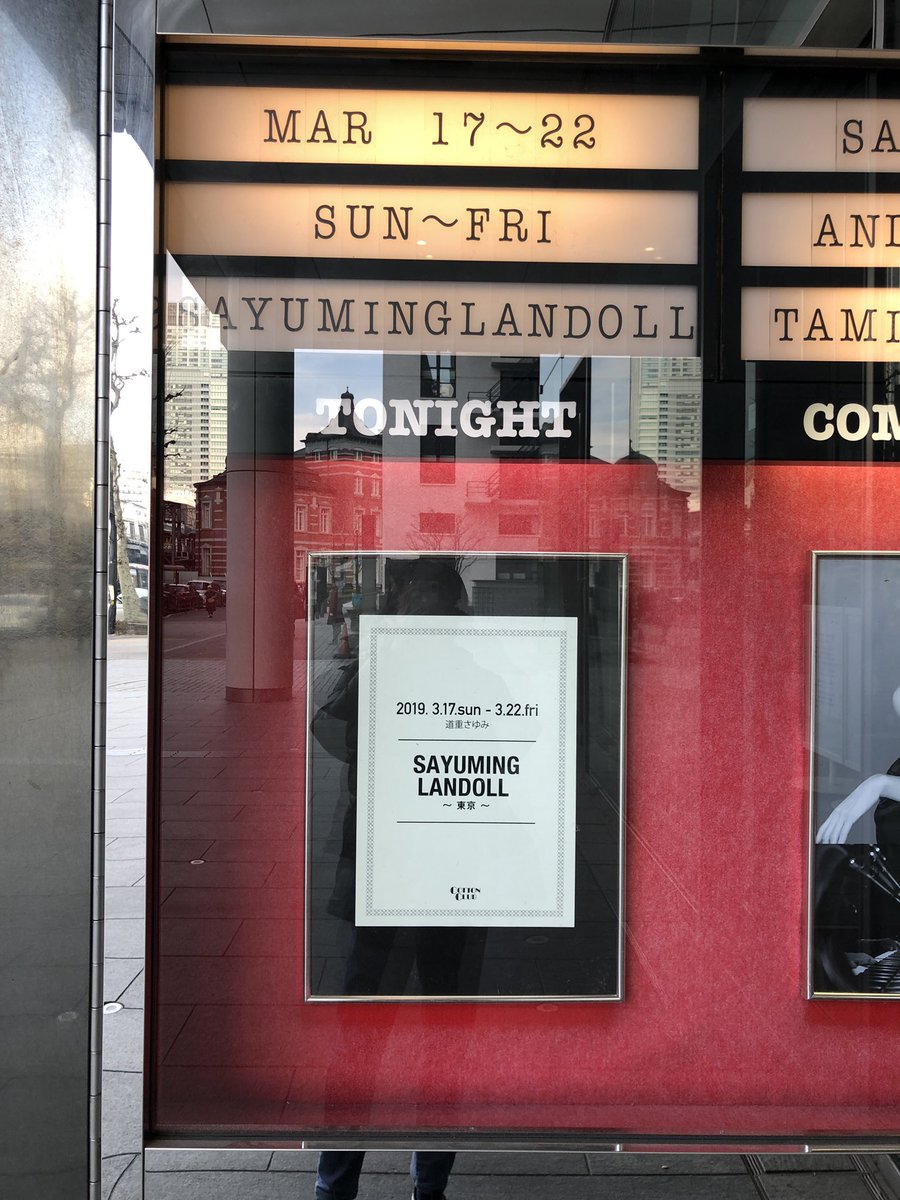 MAR 17～22
SUN～FRI
SAYUMINGLANDOLL
TONIGHT
2019. 3.17.sun - 3.22.fri
道重さゆみ
SAYUMING
LANDOLL
～ 東京 ～
COTTON
CLUB
SA
AND
TAMI
COM